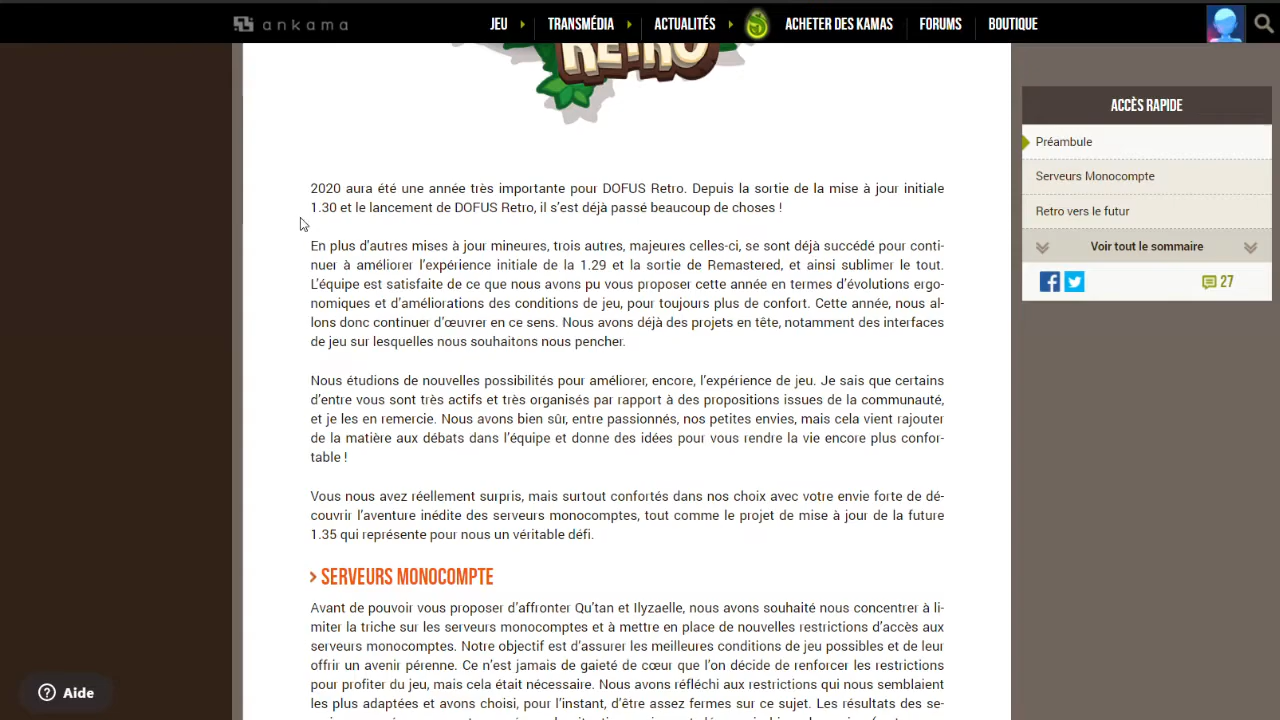 ankama
JEU
TRANSMÉDIA
ACTUALITÉS
ACHETER DES KAMAS
FORUMS
BOUTIQUE
RETRO
2020 aura été une année très importante pour DOFUS Retro. Depuis la sortie de la mise à jour initiale
1.30 et le lancement de DOFUS Retro, il s'est déjà passé beaucoup de choses !
En plus d'autres mises à jour mineures, trois autres, majeures celles-ci, se sont déjà succédé pour conti-
nuer à améliorer l'expérience initiale de la 1.29 et la sortie de Remastered, et ainsi sublimer le tout.
L'équipe est satisfaite de ce que nous avons pu vous proposer cette année en termes d'évolutions ergo-
nomiques et d'améliorations des conditions de jeu, pour toujours plus de confort. Cette année, nous al-
lons donc continuer d'œuvrer en ce sens. Nous avons déjà des projets en tête, notamment des interfaces
de jeu sur lesquelles nous souhaitons nous pencher.
Nous étudions de nouvelles possibilités pour améliorer, encore, l'expérience de jeu. Je sais que certains
d'entre vous sont très actifs et très organisés par rapport à des propositions issues de la communauté,
et je les en remercie. Nous avons bien sûr, entre passionnés, nos petites envies, mais cela vient rajouter
de la matière aux débats dans l'équipe et donne des idées pour vous rendre la vie encore plus confor-
table !
Vous nous avez réellement surpris, mais surtout confortés dans nos choix avec votre envie forte de dé-
couvrir l'aventure inédite des serveurs monocomptes, tout comme le projet de mise à jour de la future
1.35 qui représente pour nous un véritable défi.
> SERVEURS MONOCOMPTE
Avant de pouvoir vous proposer d'affronter Qu'tan et Ilyzaelle, nous avons souhaité nous concentrer à li-
miter la triche sur les serveurs monocomptes et à mettre en place de nouvelles restrictions d'accès aux
serveurs monocomptes. Notre objectif est d'assurer les meilleures conditions de jeu possibles et de leur
offrir un avenir pérenne. Ce n'est jamais de gaieté de cœur que l'on décide de renforcer les restrictions
pour profiter du jeu, mais cela était nécessaire. Nous avons réfléchi aux restrictions qui nous semblaient
les plus adaptées et avons choisi, pour l'instant, d'être assez fermes sur ce sujet. Les résultats des se-
ACCÈS RAPIDE
Préambule
Serveurs Monocompte
Retro vers le futur
Voir tout le sommaire
27
Aide